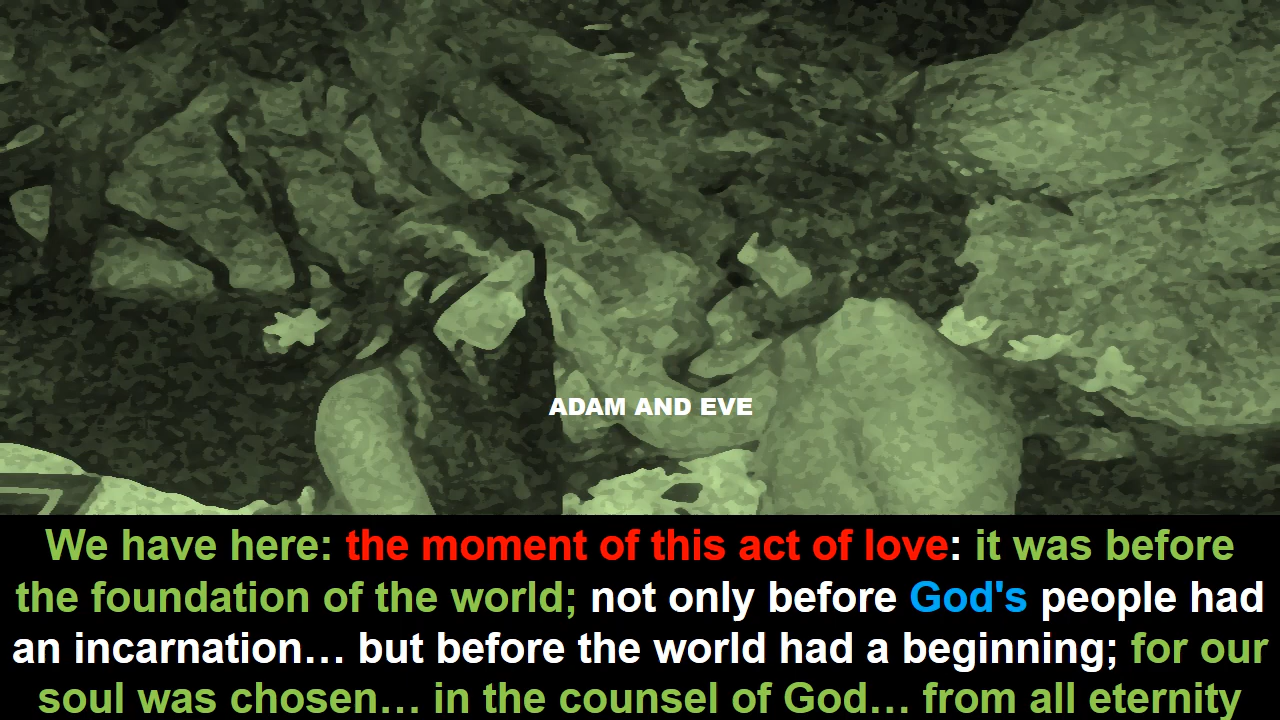 ADAM AND EVE
We have here: the moment of this act of love: it was before
the foundation of the world; not only before God's people had
an incarnation… but before the world had a beginning; for our
soul was chosen… in the counsel of God… from all eternity